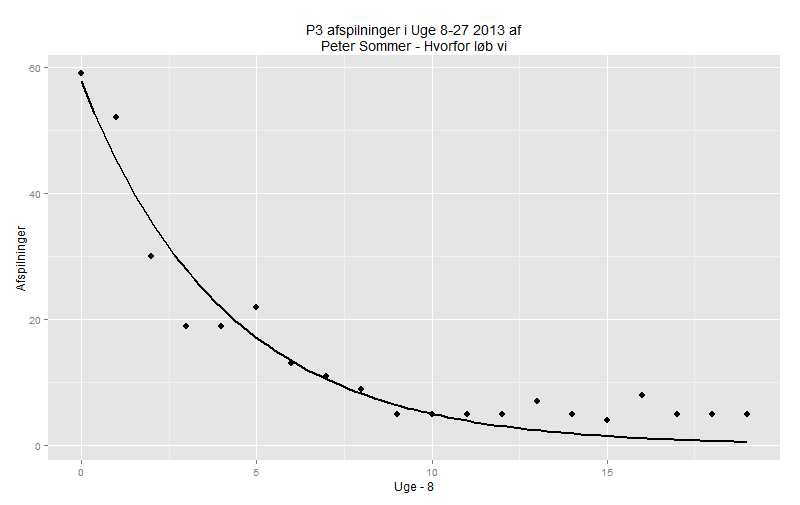 P3 afspilninger i Uge 8-27 2013 af
Peter Sommer - Hvorfor løb vi
Afspilninger
60
40
20
0
0 5 10 15
Uge - 8